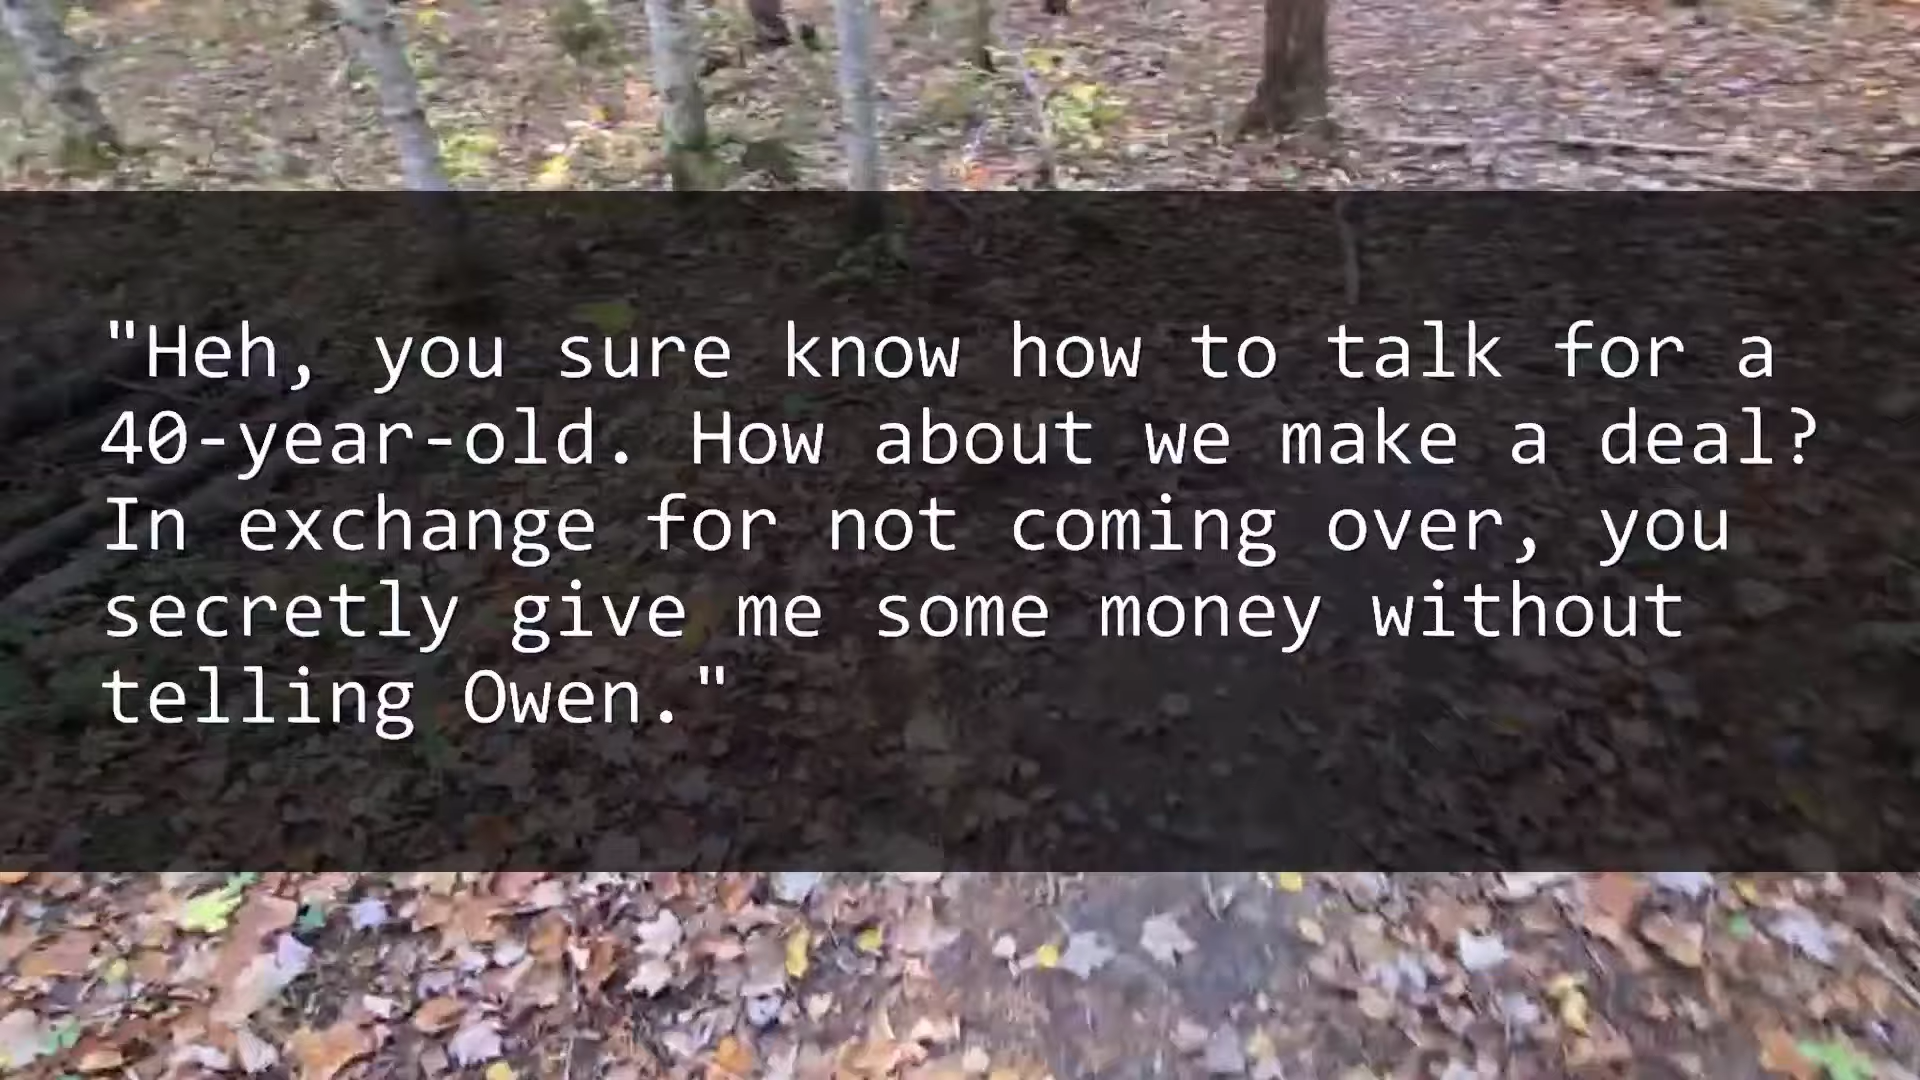 "Heh, you sure know how to talk for a
40-year-old. How about we make a deal?
In exchange for not coming over, you
secretly give me some money without
telling Owen."